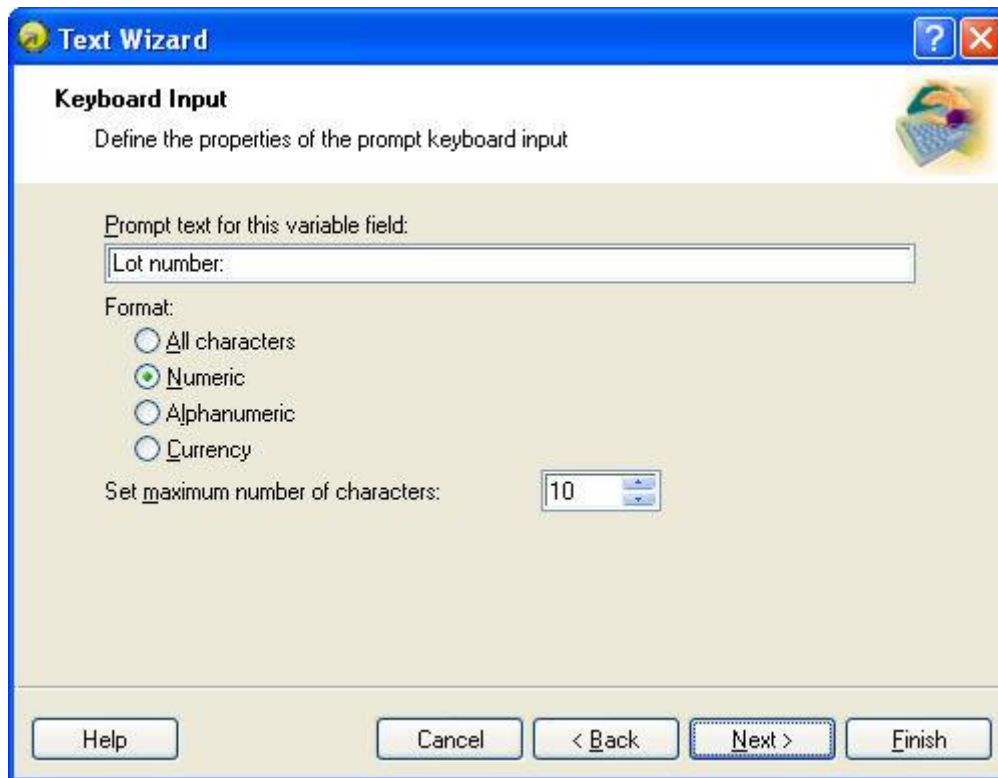 Text Wizard
?
Keyboard Input
Define the properties of the prompt keyboard input
Prompt text for this variable field:
Lot number:
Format:
All characters
Numeric
Alphanumeric
Currency
Set maximum number of characters: 10
Help Cancel < Back Next > Finish